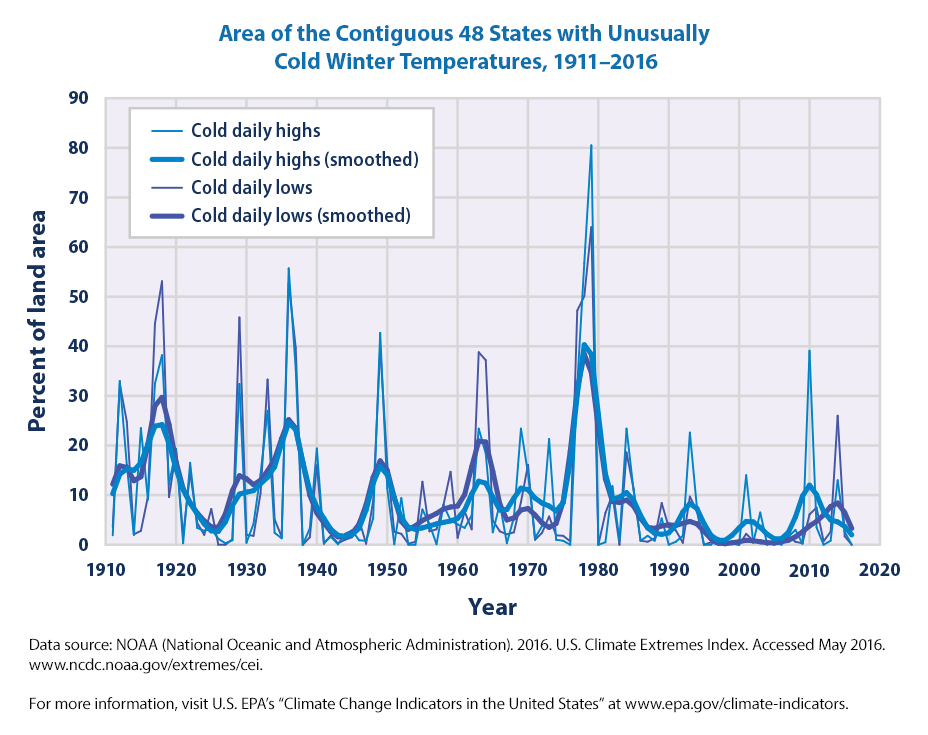 Area of the Contiguous 48 States with Unusually
Cold Winter Temperatures, 1911–2016
90
80
70
60
50
40
30
20
10
0
Percent of land area
Cold daily highs
Cold daily highs (smoothed)
Cold daily lows
Cold daily lows (smoothed)
1910 1920 1930 1940 1950 1960 1970 1980 1990 2000 2010 2020
Year
Data source: NOAA (National Oceanic and Atmospheric Administration). 2016. U.S. Climate Extremes Index. Accessed May 2016.
www.ncdc.noaa.gov/extremes/cei.
For more information, visit U.S. EPA’s “Climate Change Indicators in the United States” at www.epa.gov/climate-indicators.